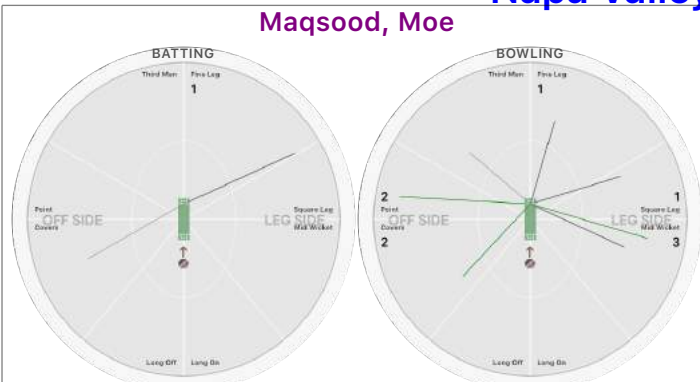 Napa Valley
Maqsood, Moe
BATTING
Third Man Fine Leg
1
Point Square Leg
OFF SIDE LEG SIDE
Covers Mid Wicket
Long Off Long On
BOWLING
Third Man Fine Leg
1
2 1
Point Square Leg
OFF SIDE LEG SIDE
Covers Mid Wicket
2 3
Long Off Long On